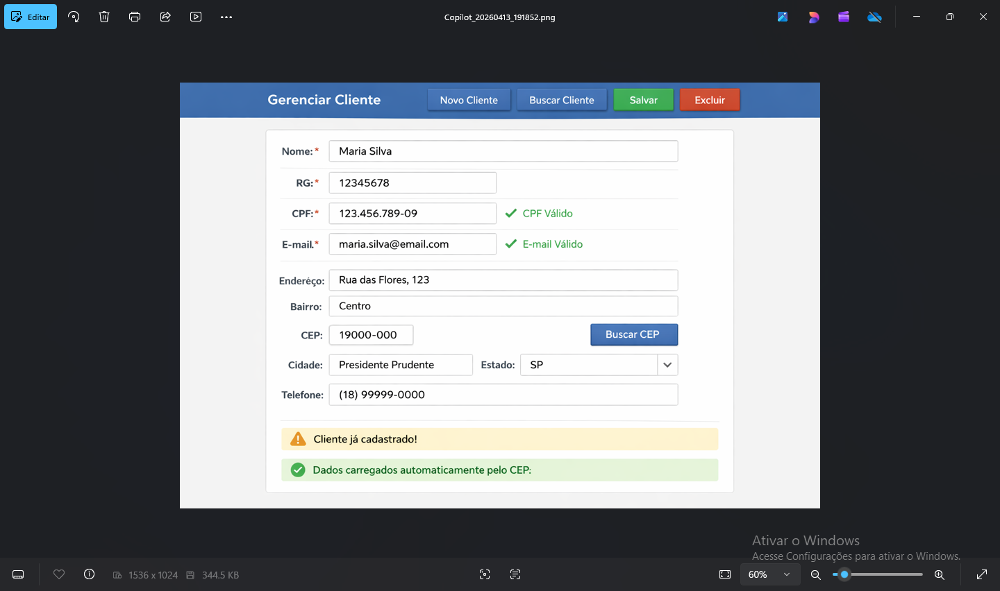 Editar
Copilot_20260413_191852.png
Gerenciar Cliente Novo Cliente Buscar Cliente Salvar Excluir
Nome:* Maria Silva
RG:* 12345678
CPF:* 123.456.789-09 CPF Válido
E-mail.* maria.silva@email.com E-mail Válido
Enderéço: Rua das Flores, 123
Bairro: Centro
CEP: 19000-000 Buscar CEP
Cidade: Presidente Prudente Estado: SP
Telefone: (18) 99999-0000
Cliente já cadastrado!
Dados carregados automaticamente pelo CEP:
Ativar o Windows
Acesse Configurações para ativar o Windows.
1536 x 1024 344.5 KB 60%